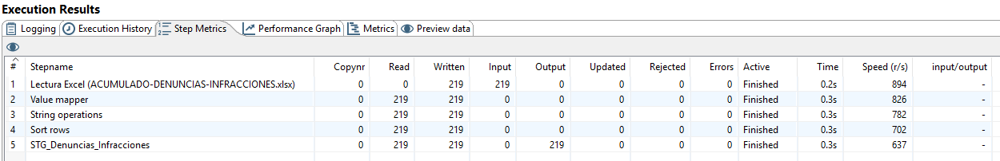 Execution Results
Logging Execution History Step Metrics Performance Graph Metrics Preview data
# Stepname Copynr Read Written Input Output Updated Rejected Errors Active Time Speed (r/s) input/output
1 Lectura Excel (ACUMULADO-DENUNCIAS-INFRACCIONES.xlsx) 0 0 219 219 0 0 0 0 Finished 0.2s 894 -
2 Value mapper 0 219 219 0 0 0 0 0 Finished 0.3s 826 -
3 String operations 0 219 219 0 0 0 0 0 Finished 0.3s 782 -
4 Sort rows 0 219 219 0 0 0 0 0 Finished 0.3s 702 -
5 STG_Denuncias_Infracciones 0 219 219 0 219 0 0 0 Finished 0.3s 637 -